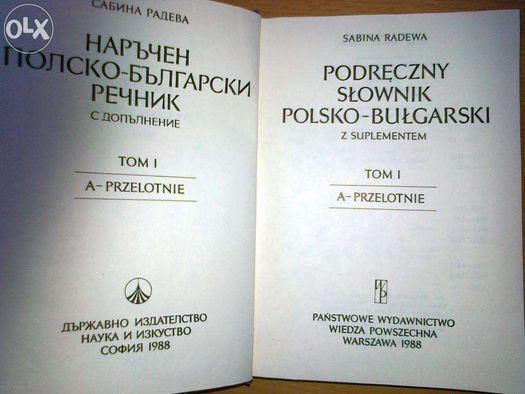 OLX
САБИНА РАДЕВА
НАРЪЧЕН
ПОЛСКО-БЪЛГАРСКИ
РЕЧНИК
С ДОПЪЛНЕНИЕ
ТОМ I
A–PRZELOTNIE
ДЪРЖАВНО ИЗДАТЕЛСТВО
НАУКА И ИЗКУСТВО
СОФИЯ 1988
SABINA RADEWA
PODRĘCZNY
SŁOWNIK
POLSKO-BUŁGARSKI
Z SUPLEMENTEM
TOM I
A–PRZELOTNIE
WP
PAŃSTWOWE WYDAWNICTWO
WIEDZA POWSZECHNA
WARSZAWA 1988